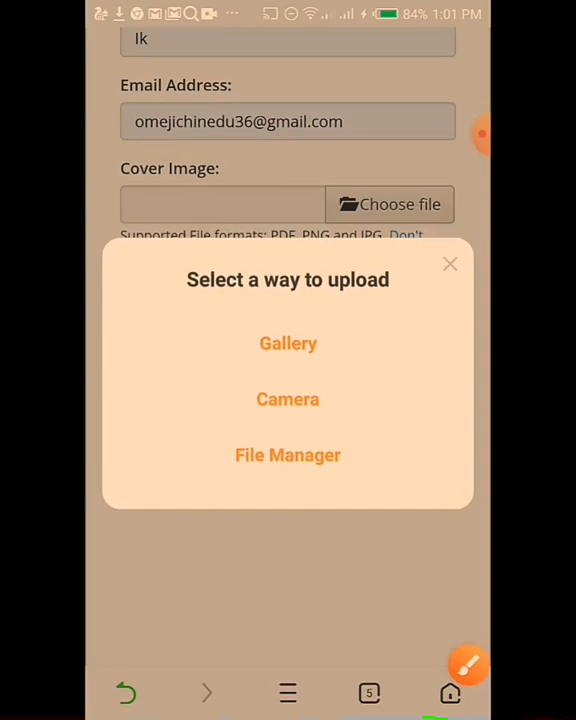 84% 1:01 PM
Ik
Email Address:
omejichinedu36@gmail.com
Cover Image:
Choose file
Supported File formats: PDF, PNG and JPG. Don't
Select a way to upload
Gallery
Camera
File Manager
5